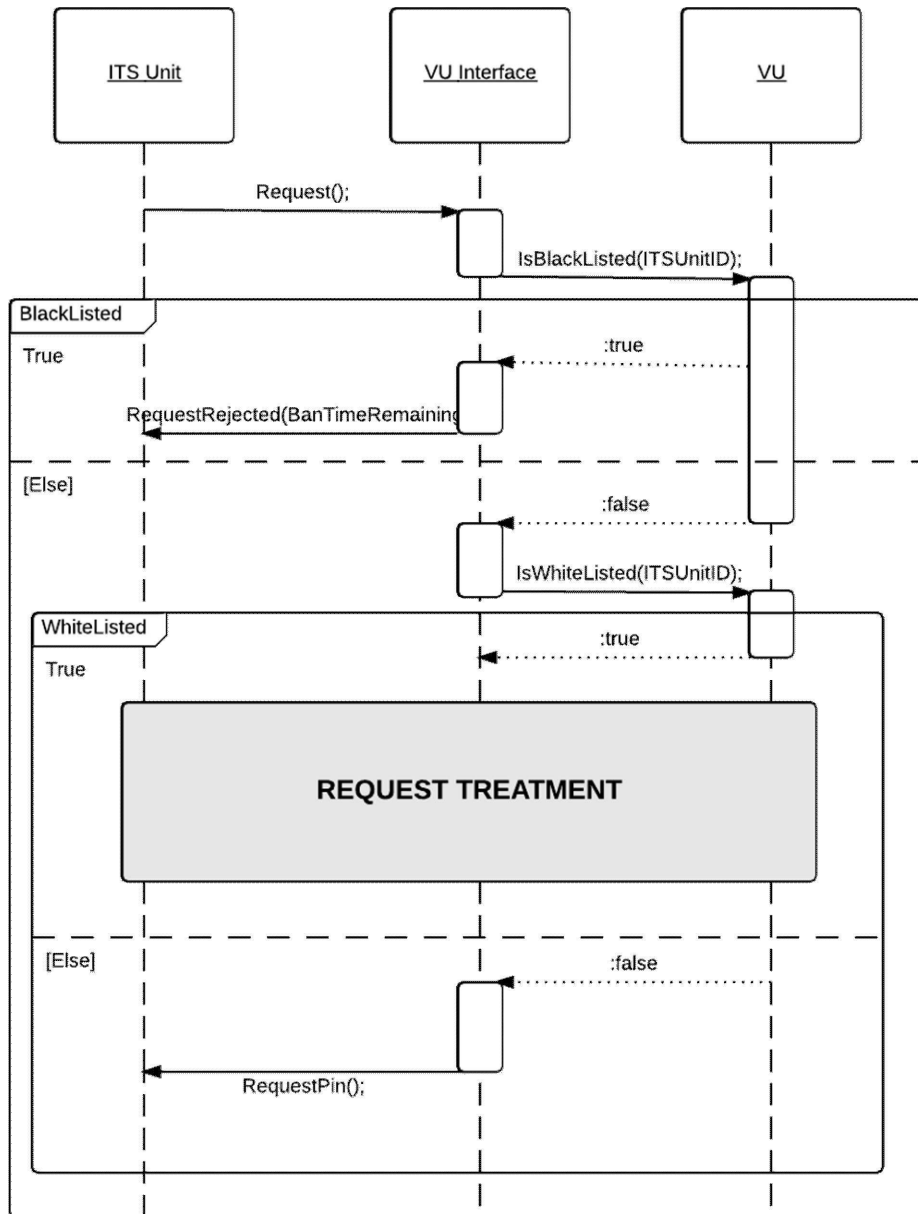 ITS Unit
VU Interface
VU
Request();
IsBlackListed(ITSUnitID);
BlackListed
True
:true
RequestRejected(BanTimeRemaining
[Else]
:false
IsWhiteListed(ITSUnitID);
WhiteListed
:true
True
REQUEST TREATMENT
[Else]
:false
RequestPin();